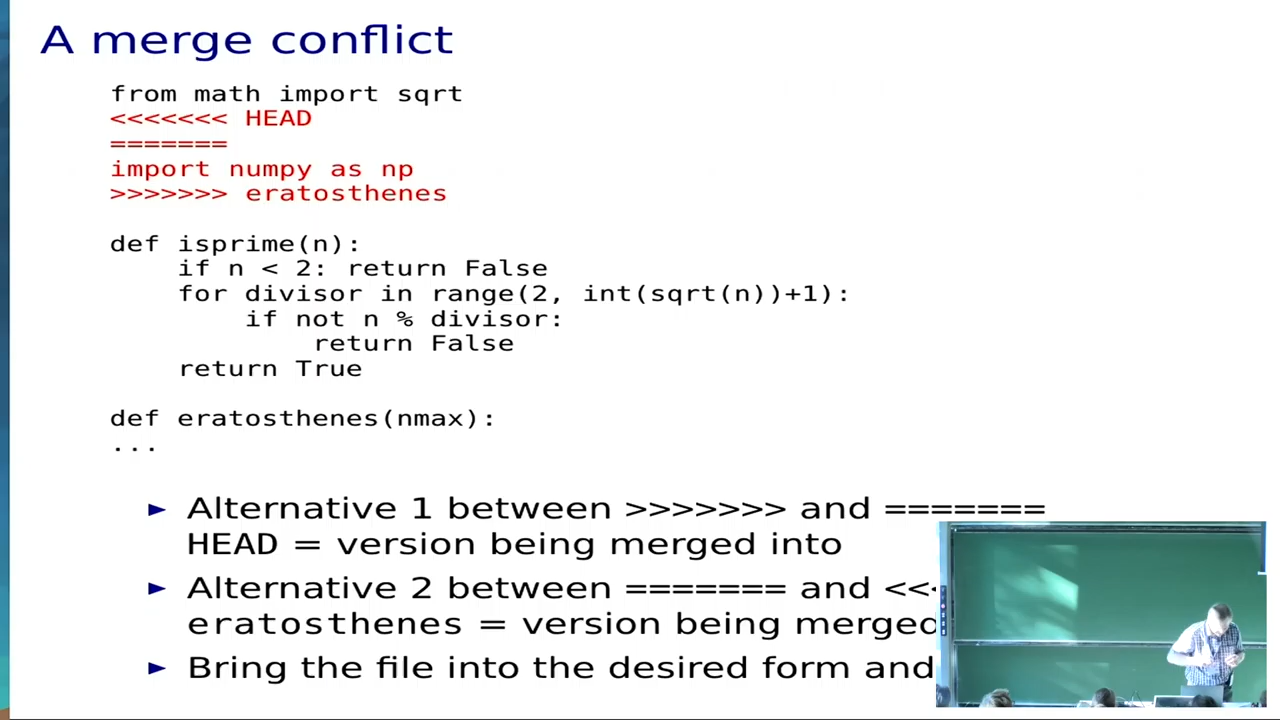 A merge conflict
from math import sqrt
<<<<<<< HEAD
=======
import numpy as np
>>>>>>> eratosthenes
def isprime(n):
    if n < 2: return False
    for divisor in range(2, int(sqrt(n))+1):
        if not n % divisor:
            return False
    return True
def eratosthenes(nmax):
...
► Alternative 1 between >>>>>>> and =======
HEAD = version being merged into
► Alternative 2 between ======= and <<
eratosthenes = version being merged
► Bring the file into the desired form and